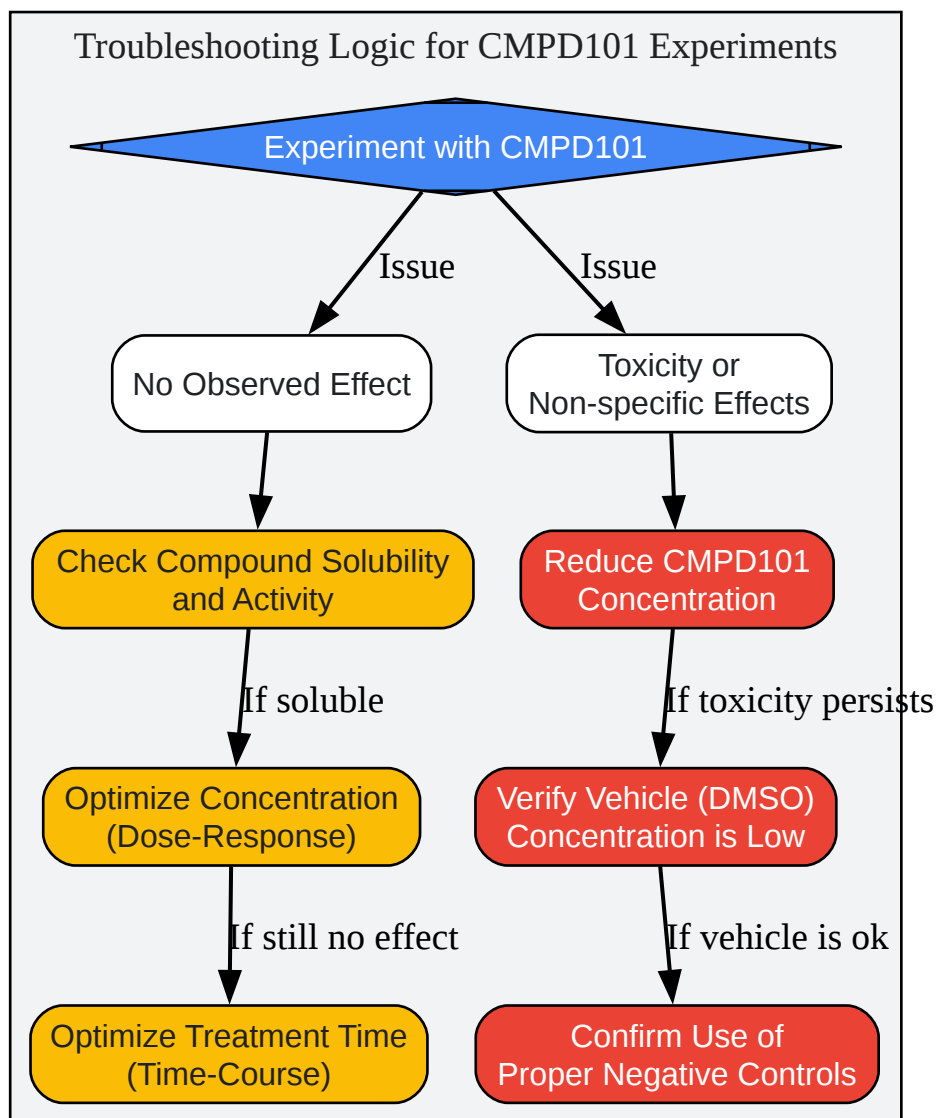 Troubleshooting Logic for CMPD101 Experiments
Experiment with CMPD101
Issue
Issue
No Observed Effect
Toxicity or
Non-specific Effects
Check Compound Solubility
and Activity
Reduce CMPD101
Concentration
If soluble
If toxicity persists
Optimize Concentration
(Dose-Response)
Verify Vehicle (DMSO)
Concentration is Low
If still no effect
If vehicle is ok
Optimize Treatment Time
(Time-Course)
Confirm Use of
Proper Negative Controls